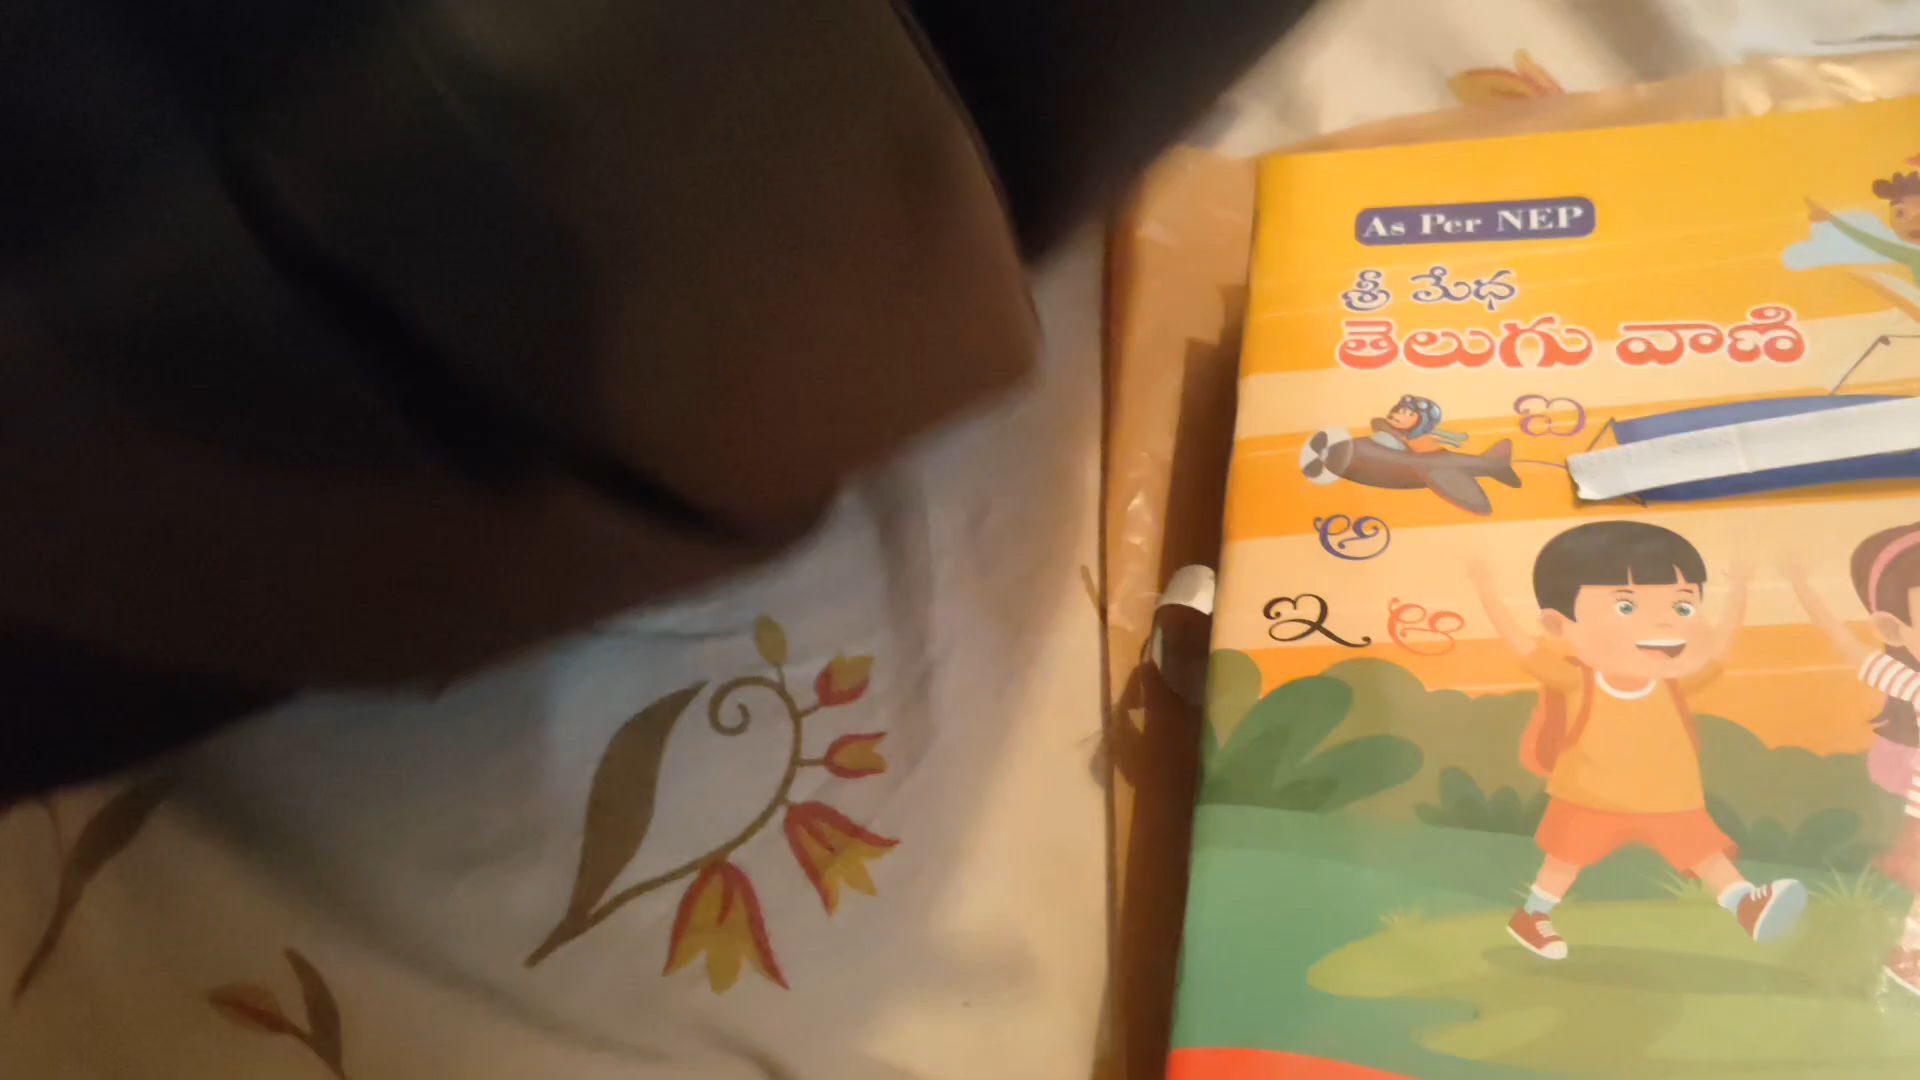 As Per NEP
శ్రీ మేధ
తెలుగు వాణి
ఐ
అ
ఇ ఆ